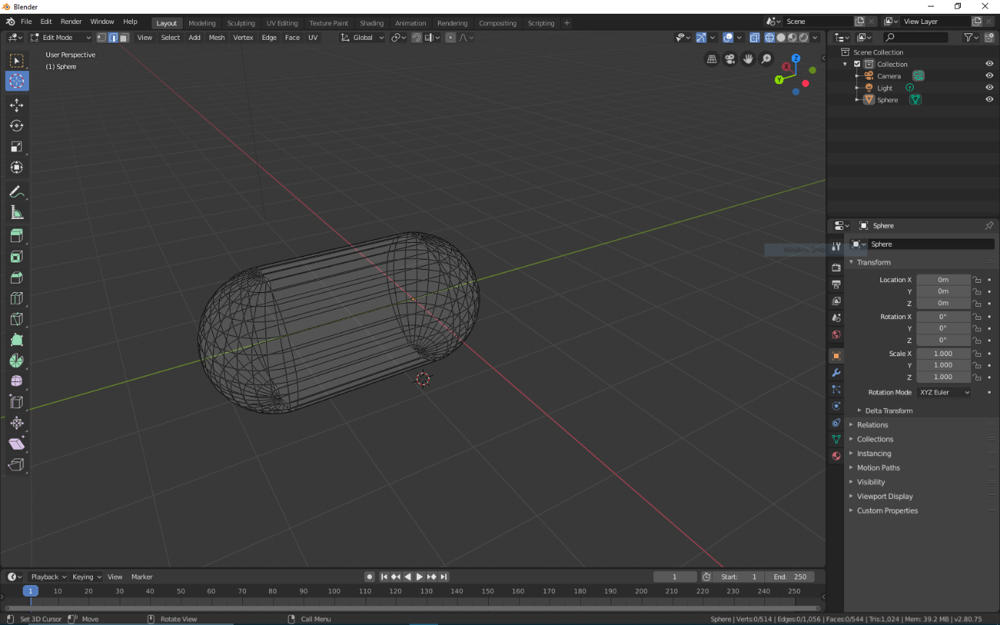 Blender
File Edit Render Window Help Layout Modeling Sculpting UV Editing Texture Paint Shading Animation Rendering Compositing Scripting + Scene View Layer
Edit Mode View Select Add Mesh Vertex Edge Face UV Global
User Perspective
(1) Sphere
Z
X
Y
Scene Collection
Collection
Camera
Light
Sphere
Sphere
Sphere
Window Snip
Transform
Location X 0m
Y 0m
Z 0m
Rotation X 0°
Y 0°
Z 0°
Scale X 1.000
Y 1.000
Z 1.000
Rotation Mode XYZ Euler
Delta Transform
Relations
Collections
Instancing
Motion Paths
Visibility
Viewport Display
Custom Properties
Playback Keying View Marker 1 Start: 1 End: 250
1 10 20 30 40 50 60 70 80 90 100 110 120 130 140 150 160 170 180 190 200 210 220 230 240 250
Set 3D Cursor Move Rotate View Call Menu Sphere | Verts:0/514 | Edges:0/1,056 | Faces:0/544 | Tris:1,024 | Mem: 39.2 MB | v2.80.75